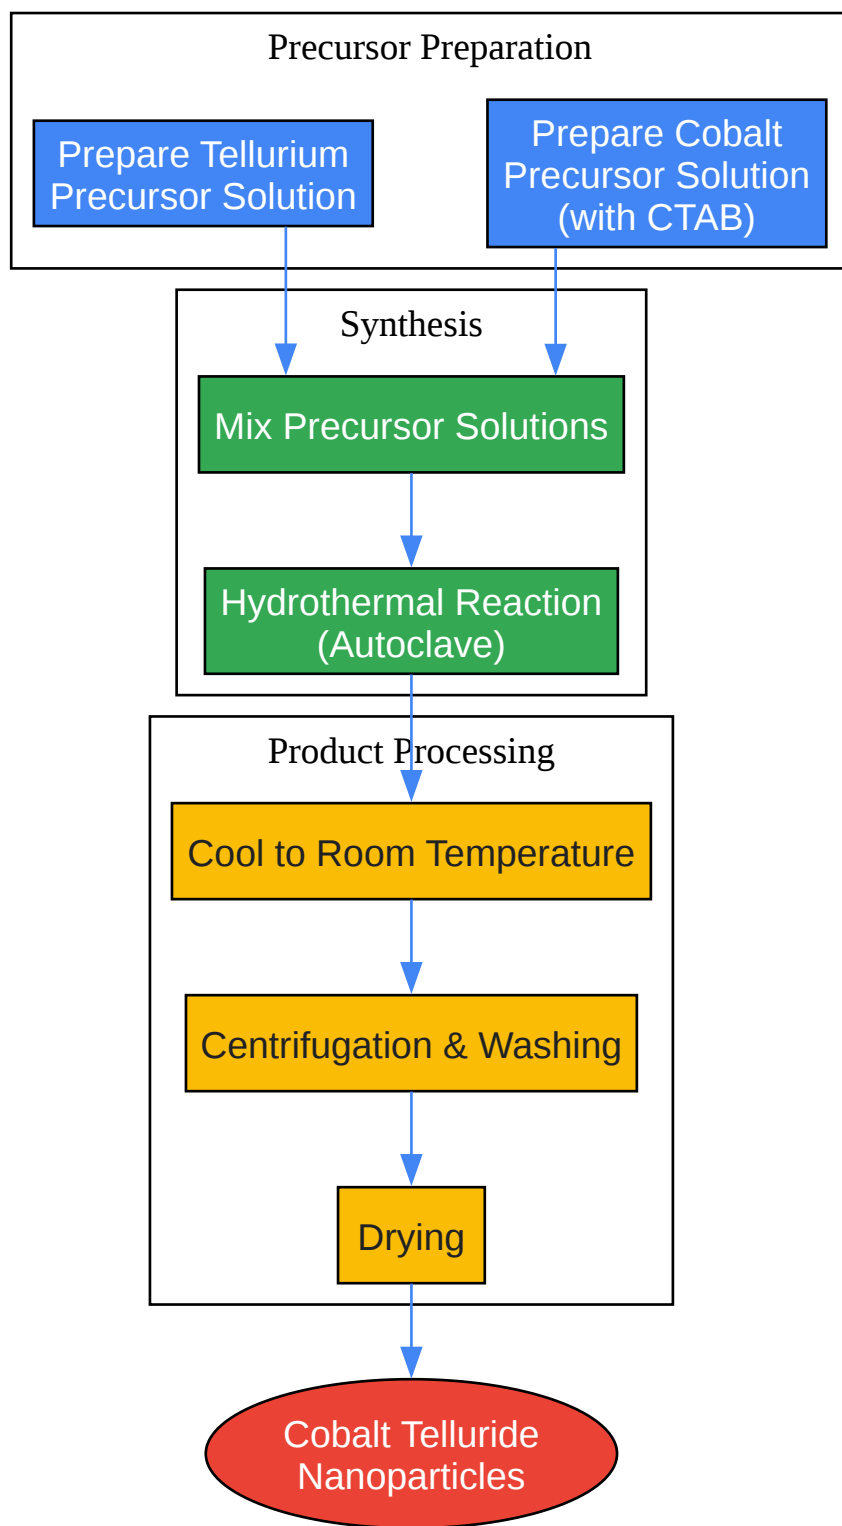 Precursor Preparation
Prepare Tellurium
Precursor Solution
Prepare Cobalt
Precursor Solution
(with CTAB)
Synthesis
Mix Precursor Solutions
Hydrothermal Reaction
(Autoclave)
Product Processing
Cool to Room Temperature
Centrifugation & Washing
Drying
Cobalt Telluride
Nanoparticles